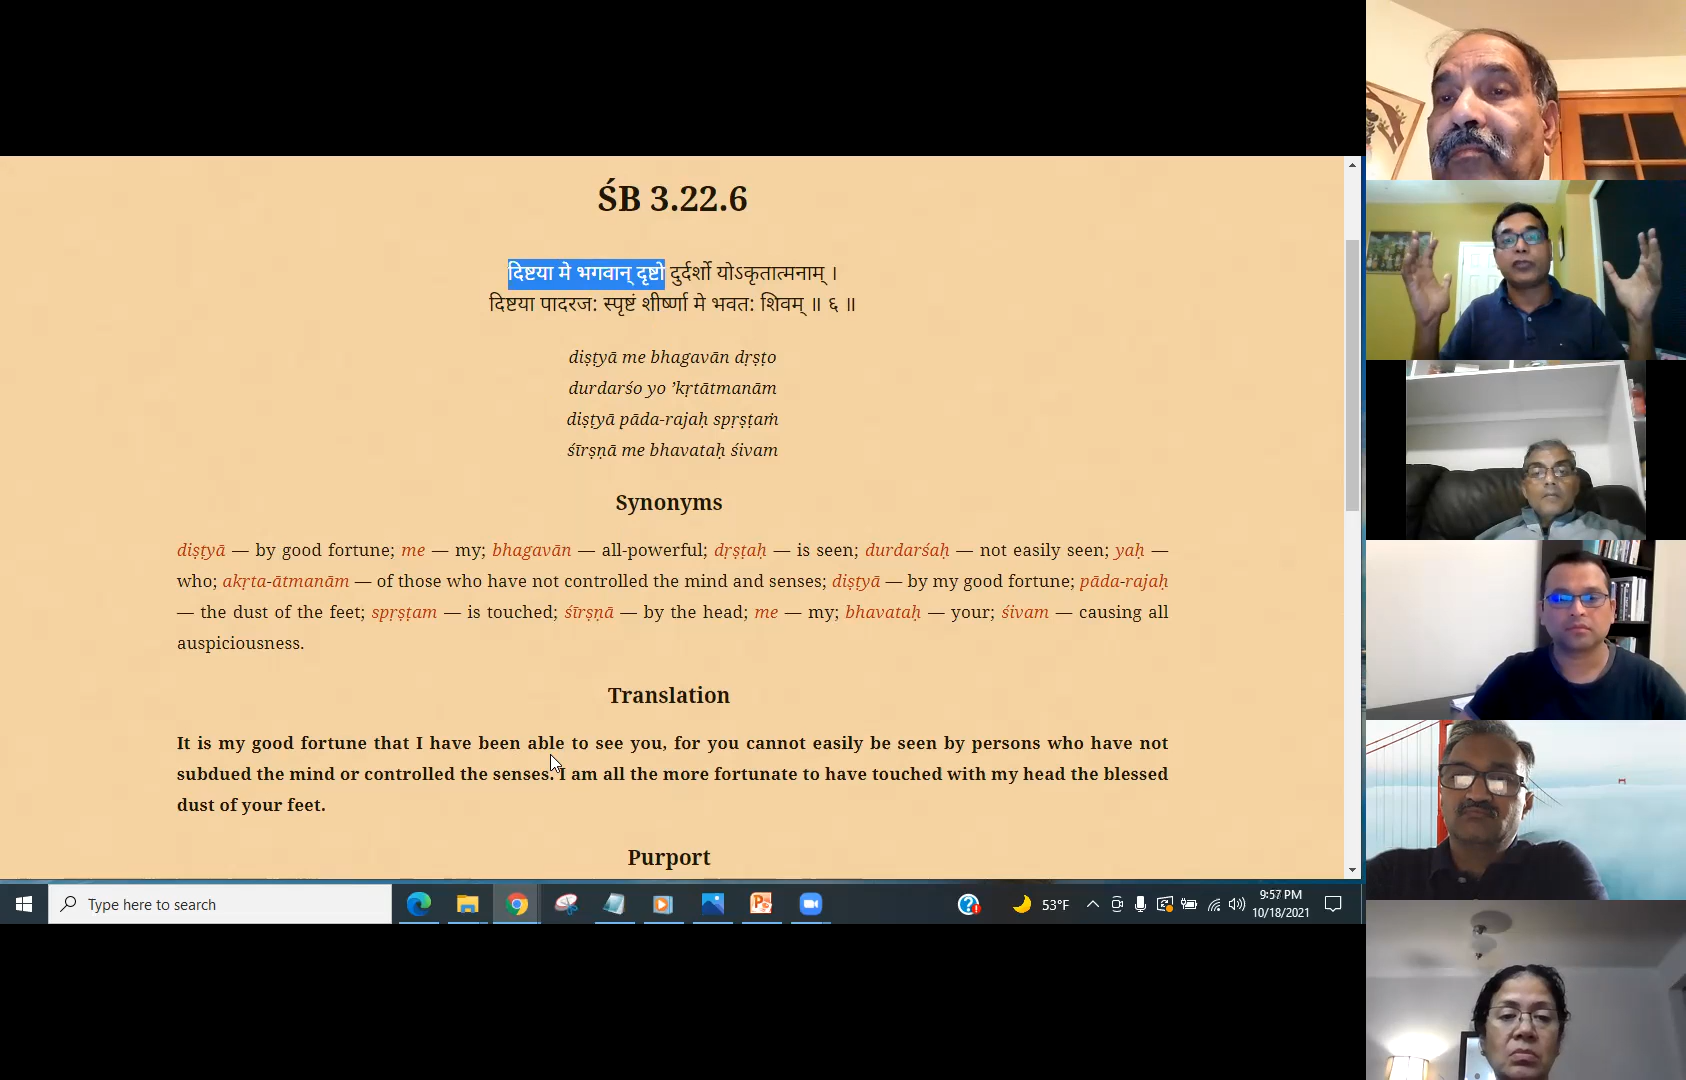 ŚB 3.22.6
दिष्टया मे भगवान् द‍ृष्टो दुर्दर्शो योऽकृतात्मनाम् ।
दिष्टया पादरज: स्पृष्टं शीर्ष्णा मे भवत: शिवम् ॥ ६ ॥
diṣṭyā me bhagavān dṛṣṭo
durdarśo yo ’kṛtātmanām
diṣṭyā pāda-rajaḥ spṛṣṭaṁ
śīrṣṇā me bhavataḥ śivam
Synonyms
diṣṭyā — by good fortune; me — my; bhagavān — all-powerful; dṛṣṭaḥ — is seen; durdarśaḥ — not easily seen; yaḥ —
who; akṛta-ātmanām — of those who have not controlled the mind and senses; diṣṭyā — by my good fortune; pāda-rajaḥ
— the dust of the feet; spṛṣṭam — is touched; śīrṣṇā — by the head; me — my; bhavataḥ — your; śivam — causing all
auspiciousness.
Translation
It is my good fortune that I have been able to see you, for you cannot easily be seen by persons who have not
subdued the mind or controlled the senses. I am all the more fortunate to have touched with my head the blessed
dust of your feet.
Purport
Type here to search
53°F
9:57 PM
10/18/2021